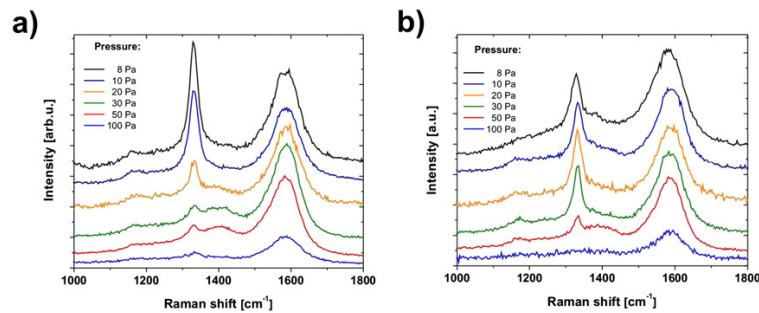 a)
Pressure:
8 Pa
10 Pa
20 Pa
30 Pa
50 Pa
100 Pa
Intensity [arb.u.]
1000 1200 1400 1600 1800
Raman shift [cm⁻¹]
b)
Pressure:
8 Pa
10 Pa
20 Pa
30 Pa
50 Pa
100 Pa
Intensity [a.u.]
1000 1200 1400 1600 1800
Raman shift [cm⁻¹]